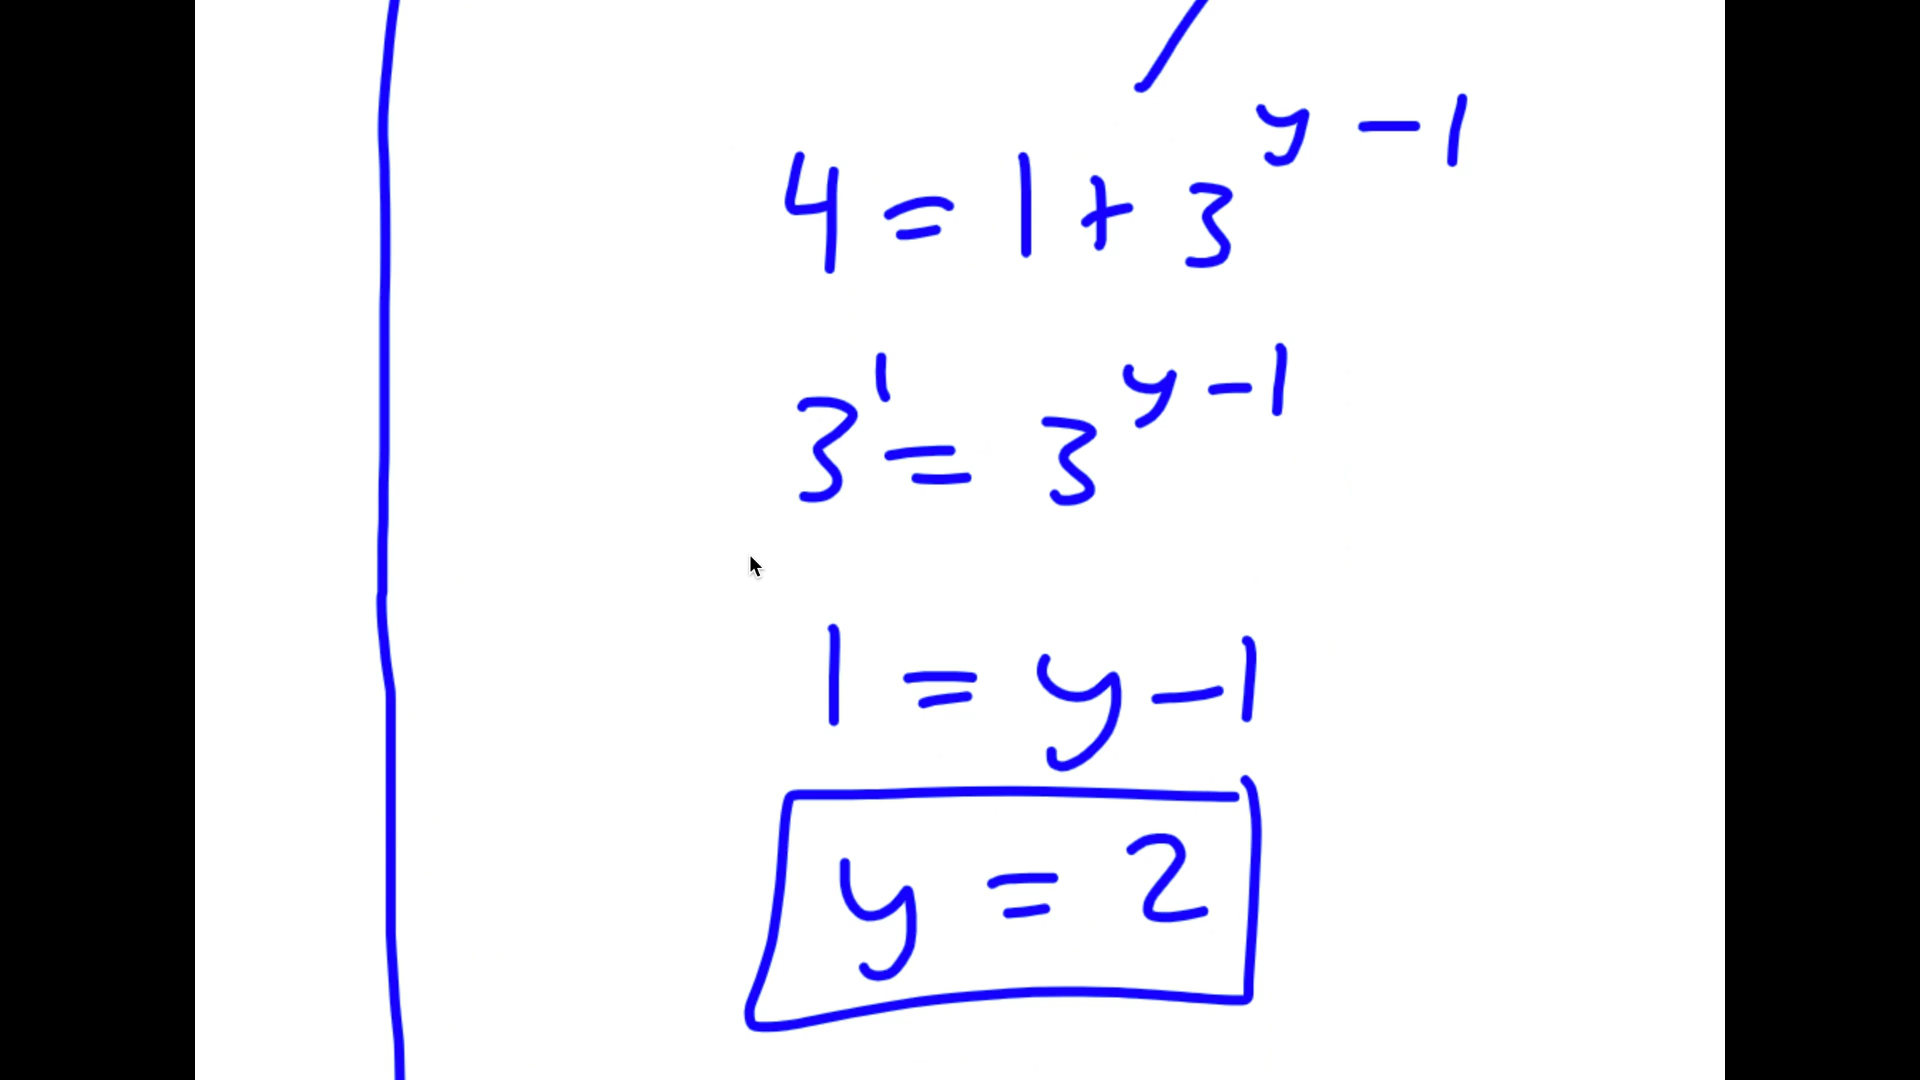 4 = 1 + 3^{y-1}
3^1 = 3^{y-1}
1 = y - 1
y = 2